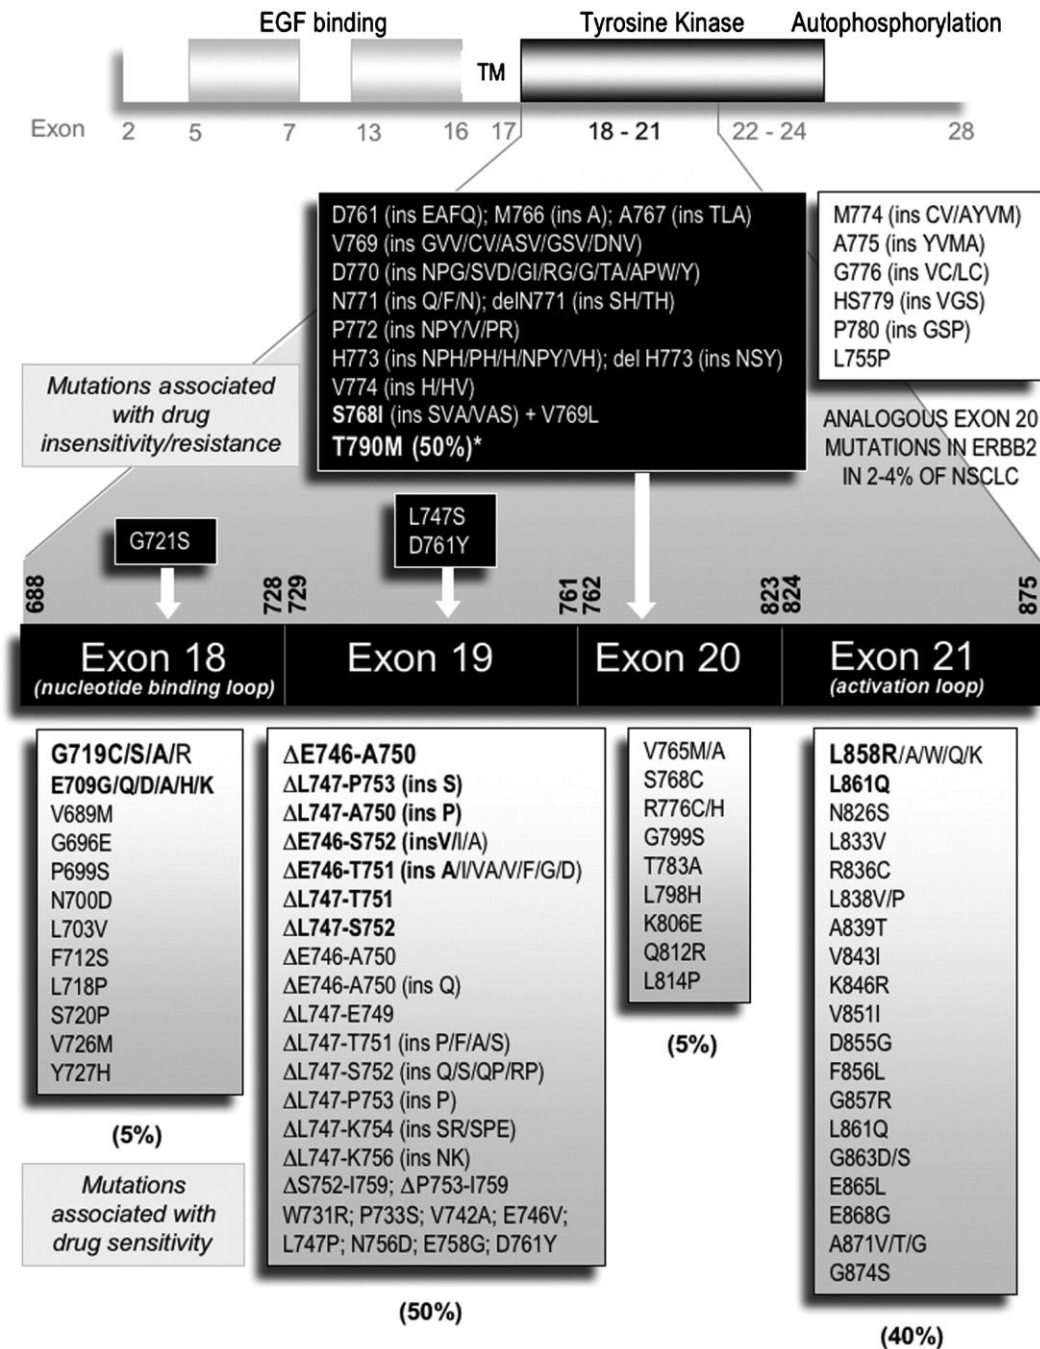 EGF binding
Tyrosine Kinase
Autophosphorylation
TM
Exon 2 5 7 13 16 17 18 - 21 22 - 24 28
D761 (ins EAFQ); M766 (ins A); A767 (ins TLA)
V769 (ins GVV/CV/ASV/GSV/DNV)
D770 (ins NPG/SVD/GI/RG/G/TA/APW/Y)
N771 (ins Q/F/N); delN771 (ins SH/TH)
P772 (ins NPY/V/PR)
H773 (ins NPH/PH/H/NPY/VH); del H773 (ins NSY)
V774 (ins H/HV)
S768I (ins SVA/VAS) + V769L
T790M (50%)*
M774 (ins CV/AYVM)
A775 (ins YVMA)
G776 (ins VC/LC)
HS779 (ins VGS)
P780 (ins GSP)
L755P
ANALOGOUS EXON 20
MUTATIONS IN ERBB2
IN 2-4% OF NSCLC
Mutations associated
with drug
insensitivity/resistance
G721S
L747S
D761Y
688 728 729 761 762 823 824 875
Exon 18
(nucleotide binding loop)
Exon 19
Exon 20
Exon 21
(activation loop)
G719C/S/A/R
E709G/Q/D/A/H/K
V689M
G696E
P699S
N700D
L703V
F712S
L718P
S720P
V726M
Y727H
(5%)
Mutations
associated with
drug sensitivity
ΔE746-A750
ΔL747-P753 (ins S)
ΔL747-A750 (ins P)
ΔE746-S752 (insV/I/A)
ΔE746-T751 (ins A/I/VA/V/F/G/D)
ΔL747-T751
ΔL747-S752
ΔE746-A750
ΔE746-A750 (ins Q)
ΔL747-E749
ΔL747-T751 (ins P/F/A/S)
ΔL747-S752 (ins Q/S/QP/RP)
ΔL747-P753 (ins P)
ΔL747-K754 (ins SR/SPE)
ΔL747-K756 (ins NK)
ΔS752-I759; ΔP753-I759
W731R; P733S; V742A; E746V;
L747P; N756D; E758G; D761Y
(50%)
V765M/A
S768C
R776C/H
G799S
T783A
L798H
K806E
Q812R
L814P
(5%)
L858R/A/W/Q/K
L861Q
N826S
L833V
R836C
L838V/P
A839T
V843I
K846R
V851I
D855G
F856L
G857R
L861Q
G863D/S
E865L
E868G
A871V/T/G
G874S
(40%)